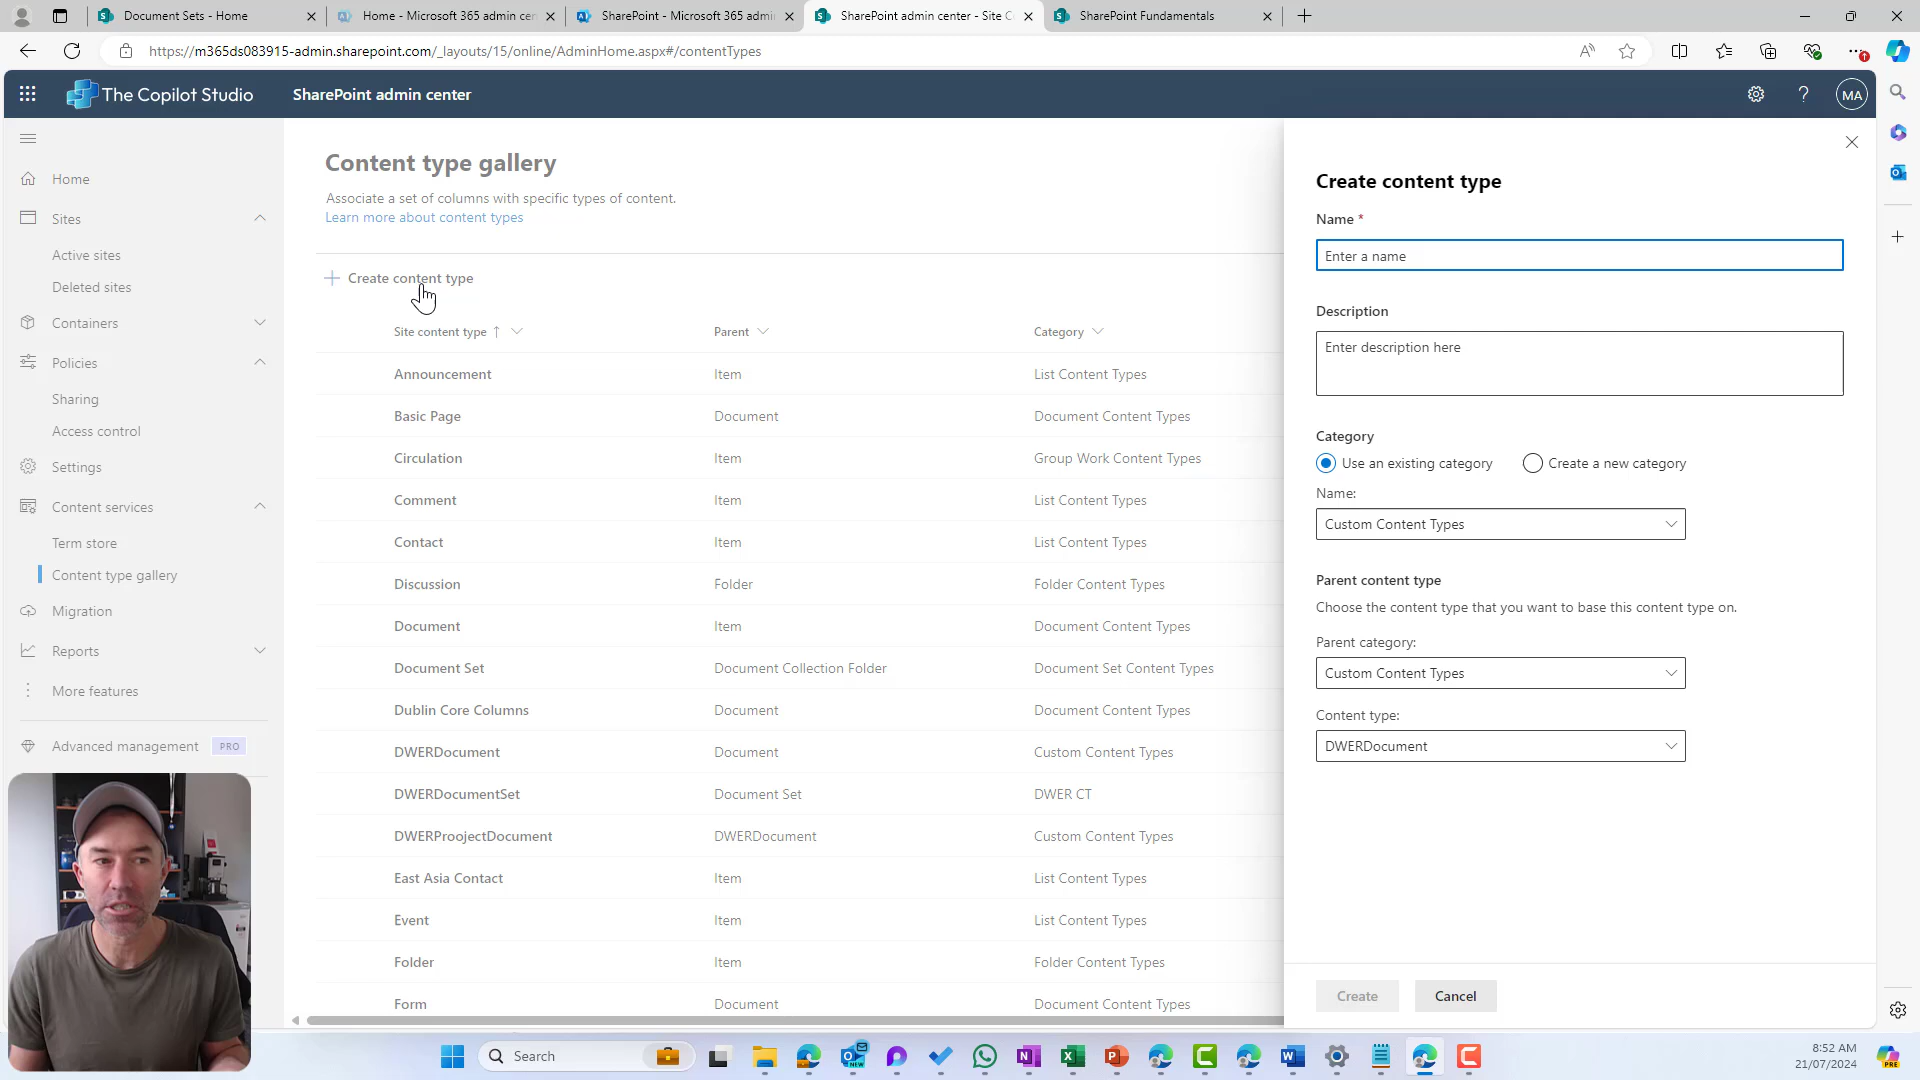 Document Sets - Home
Home - Microsoft 365 admin cen
SharePoint - Microsoft 365 admin
SharePoint admin center - Site C
SharePoint Fundamentals
https://m365ds083915-admin.sharepoint.com/_layouts/15/online/AdminHome.aspx#/contentTypes
The Copilot Studio
SharePoint admin center
MA
Home
Sites
Active sites
Deleted sites
Containers
Policies
Sharing
Access control
Settings
Content services
Term store
Content type gallery
Migration
Reports
More features
Advanced management PRO
Content type gallery
Associate a set of columns with specific types of content.
Learn more about content types
Create content type
Site content type Parent Category
Announcement Item List Content Types
Basic Page Document Document Content Types
Circulation Item Group Work Content Types
Comment Item List Content Types
Contact Item List Content Types
Discussion Folder Folder Content Types
Document Item Document Content Types
Document Set Document Collection Folder Document Set Content Types
Dublin Core Columns Document Document Content Types
DWERDocument Document Custom Content Types
DWERDocumentSet Document Set DWER CT
DWERProojectDocument DWERDocument Custom Content Types
East Asia Contact Item List Content Types
Event Item List Content Types
Folder Item Folder Content Types
Form Document Document Content Types
Create content type
Name *
Enter a name
Description
Enter description here
Category
Use an existing category Create a new category
Name:
Custom Content Types
Parent content type
Choose the content type that you want to base this content type on.
Parent category:
Custom Content Types
Content type:
DWERDocument
Create Cancel
Search
8:52 AM
21/07/2024